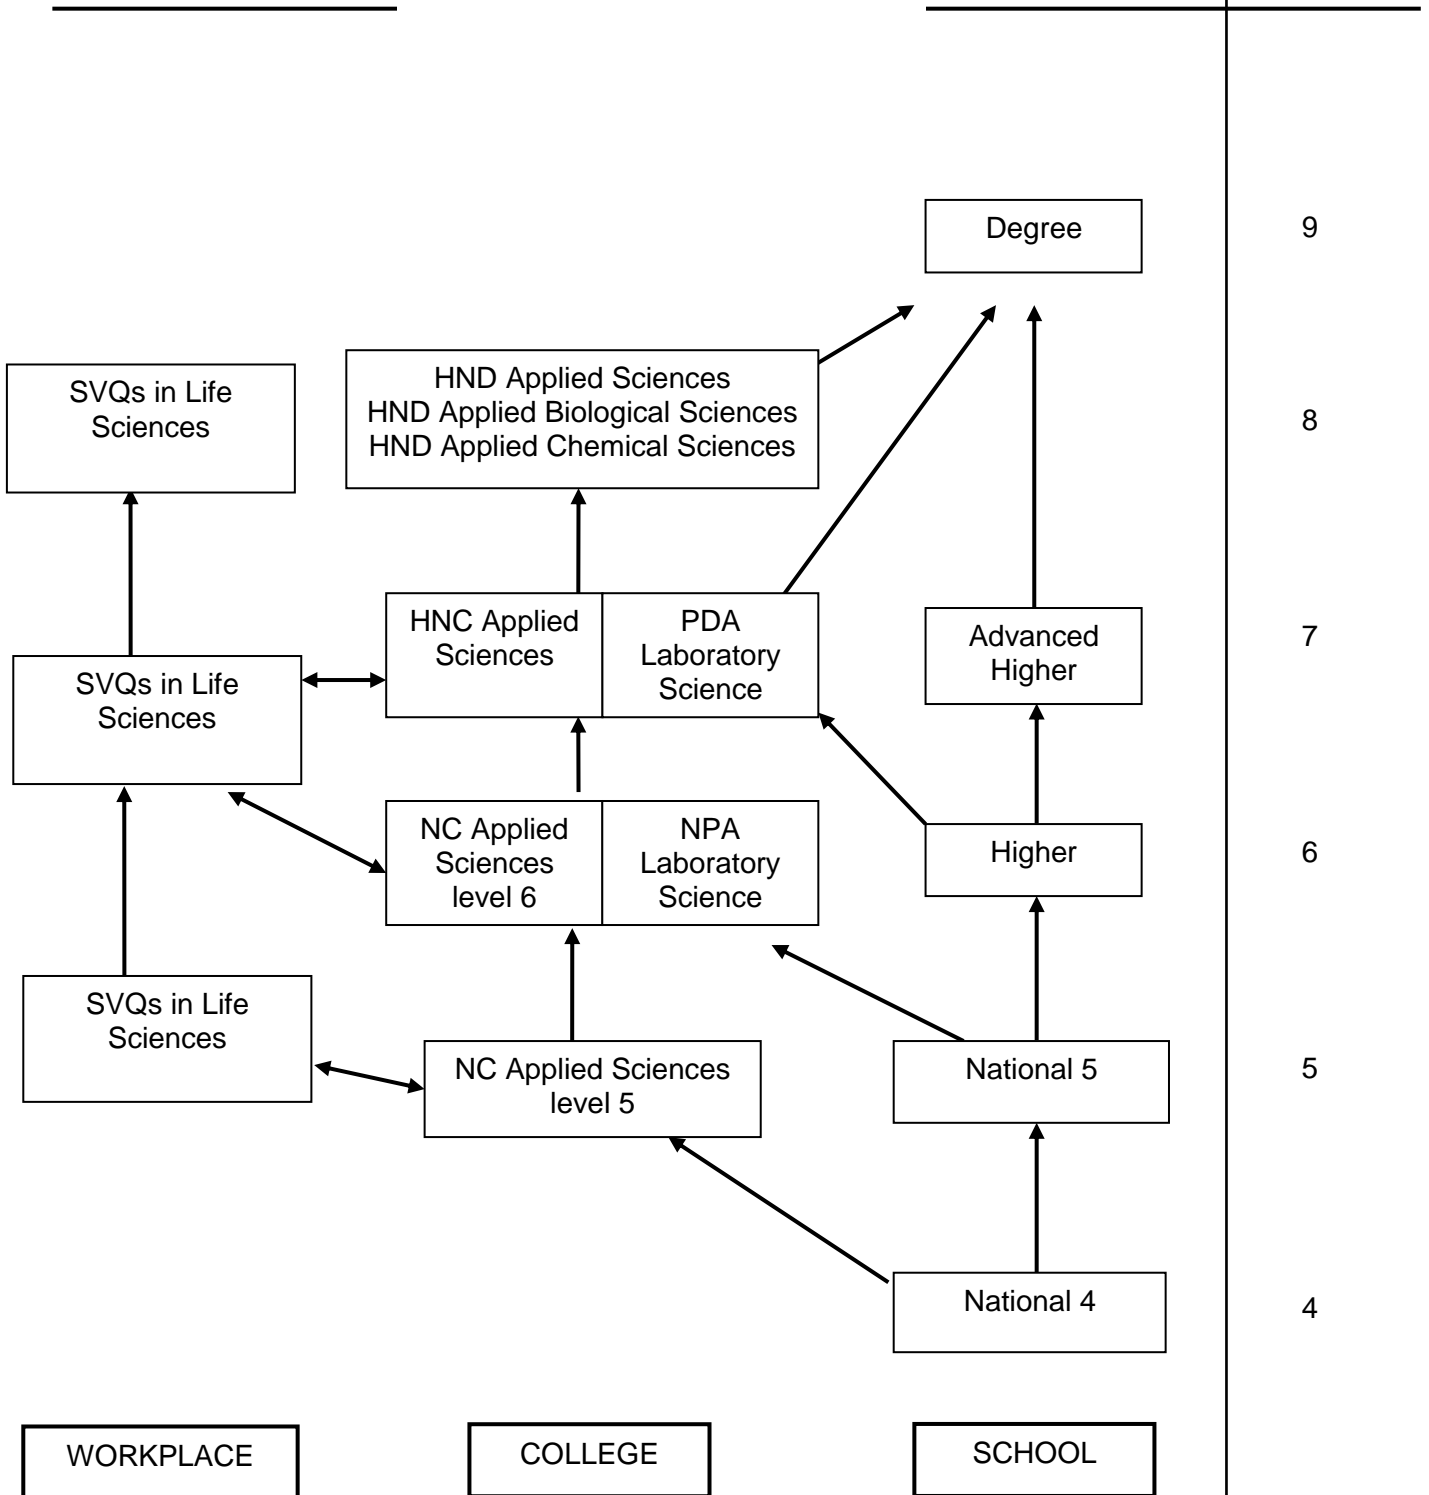 Degree
9
SVQs in Life
Sciences
HND Applied Sciences
HND Applied Biological Sciences
HND Applied Chemical Sciences
8
HNC Applied
Sciences
PDA
Laboratory
Science
Advanced
Higher
7
SVQs in Life
Sciences
NC Applied
Sciences
level 6
NPA
Laboratory
Science
Higher
6
SVQs in Life
Sciences
NC Applied Sciences
level 5
National 5
5
National 4
4
WORKPLACE
COLLEGE
SCHOOL